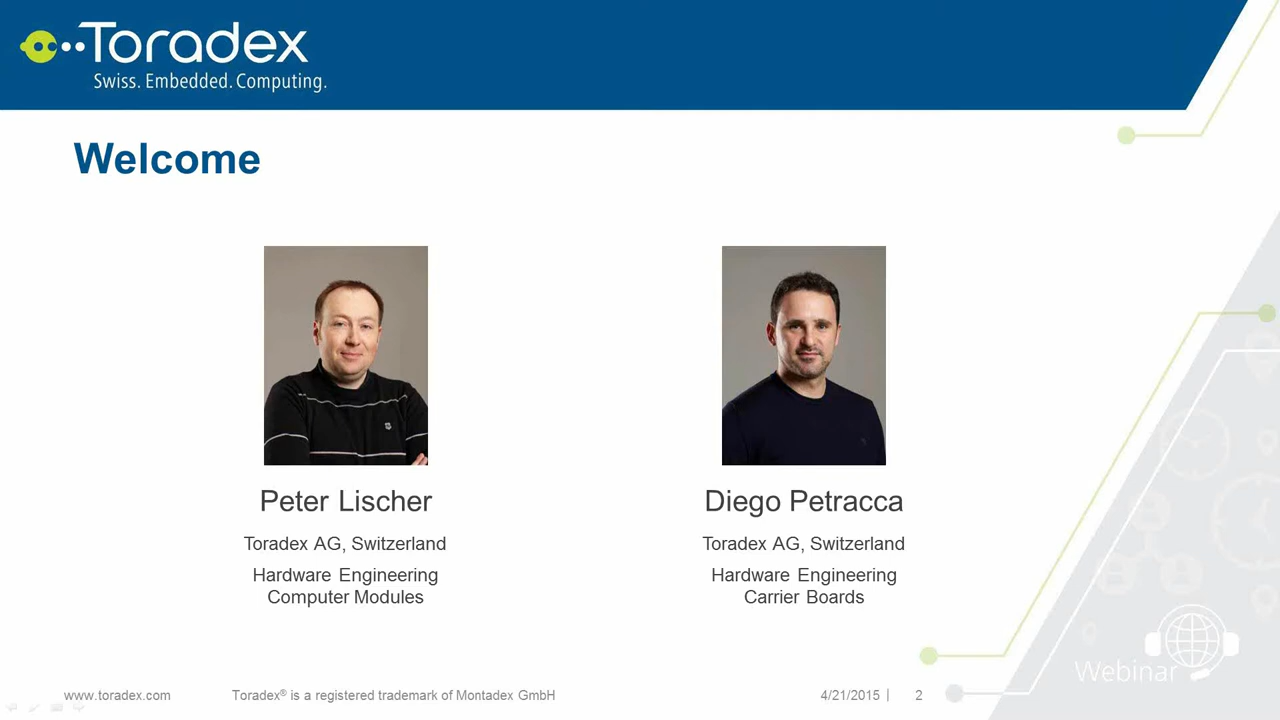 Toradex
Swiss. Embedded. Computing.
Welcome
Peter Lischer
Toradex AG, Switzerland
Hardware Engineering
Computer Modules
Diego Petracca
Toradex AG, Switzerland
Hardware Engineering
Carrier Boards
Webinar
www.toradex.com
Toradex® is a registered trademark of Montadex GmbH
4/21/2015 |
2